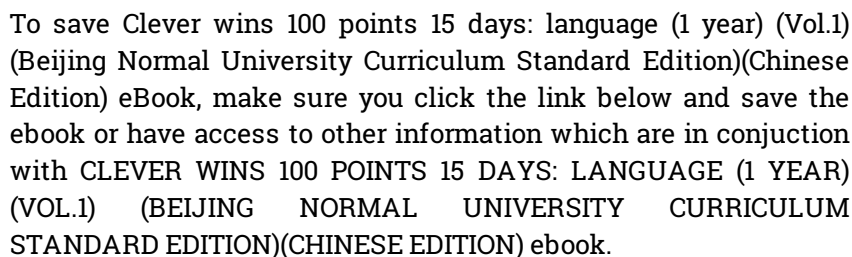 To save Clever wins 100 points 15 days: language (1 year) (Vol.1)
(Beijing Normal University Curriculum Standard Edition)(Chinese
Edition) eBook, make sure you click the link below and save the
ebook or have access to other information which are in conjuction
with CLEVER WINS 100 POINTS 15 DAYS: LANGUAGE (1 YEAR)
(VOL.1) (BEIJING NORMAL UNIVERSITY CURRICULUM
STANDARD EDITION)(CHINESE EDITION) ebook.